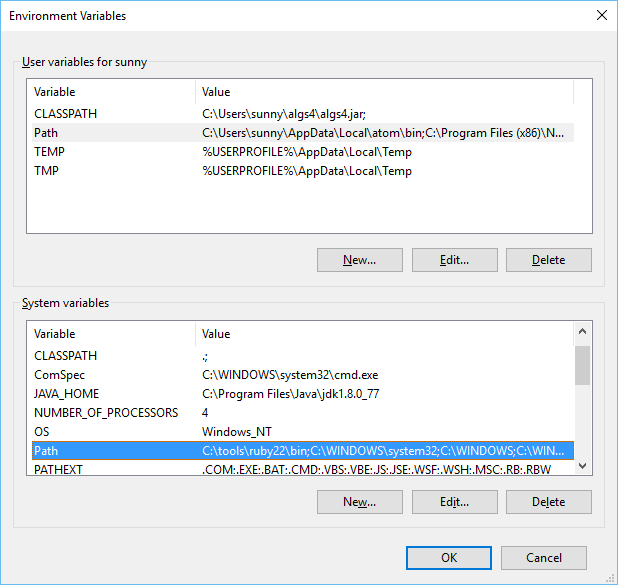 Environment Variables
User variables for sunny
Variable Value
CLASSPATH C:\Users\sunny\algs4\algs4.jar;
Path C:\Users\sunny\AppData\Local\atom\bin;C:\Program Files (x86)\N...
TEMP %USERPROFILE%\AppData\Local\Temp
TMP %USERPROFILE%\AppData\Local\Temp
New... Edit... Delete
System variables
Variable Value
CLASSPATH .;
ComSpec C:\WINDOWS\system32\cmd.exe
JAVA_HOME C:\Program Files\Java\jdk1.8.0_77
NUMBER_OF_PROCESSORS 4
OS Windows_NT
Path C:\tools\ruby22\bin;C:\WINDOWS\system32;C:\WINDOWS;C:\WIN...
PATHEXT .COM;.EXE;.BAT;.CMD;.VBS;.VBE;.JS;.JSE;.WSF;.WSH;.MSC;.RB;.RBW
New... Edit... Delete
OK Cancel